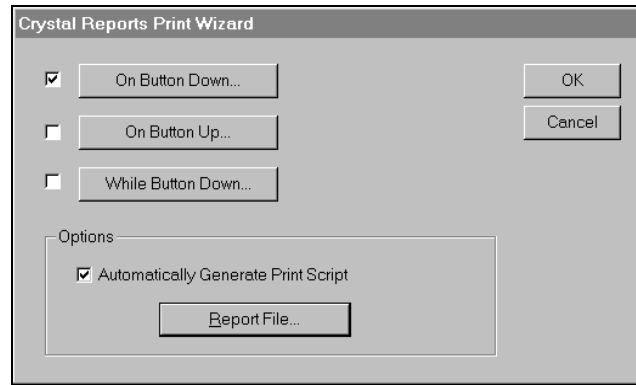 Crystal Reports Print Wizard
On Button Down...
OK
On Button Up...
Cancel
While Button Down...
Options
Automatically Generate Print Script
Report File...